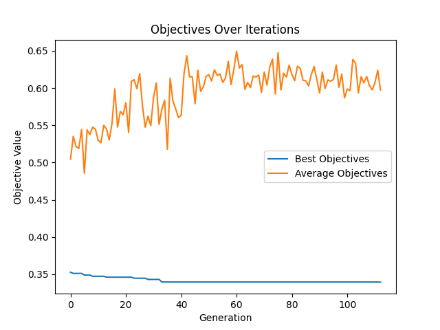 Objectives Over Iterations
Objective Value
0.65
0.60
0.55
0.50
0.45
0.40
0.35
Best Objectives
Average Objectives
0
20
40
60
80
100
Generation